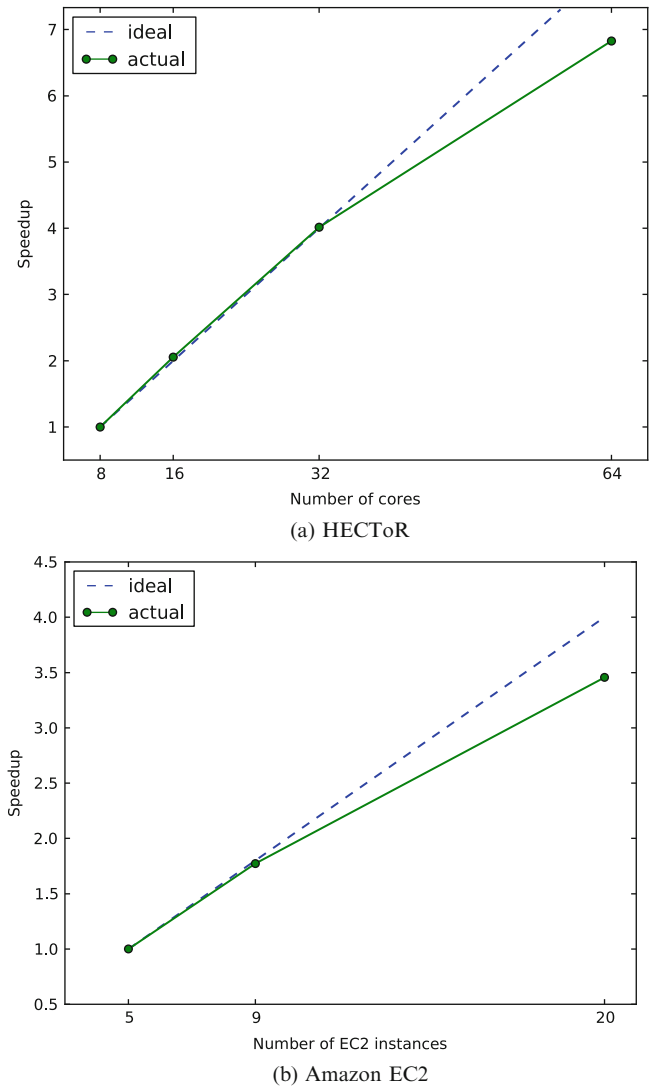 ideal
actual
7
6
5
4
3
2
1
Speedup
8 16 32 64
Number of cores
(a) HECToR
ideal
actual
4.5
4.0
3.5
3.0
2.5
2.0
1.5
1.0
0.5
Speedup
5 9 20
Number of EC2 instances
(b) Amazon EC2